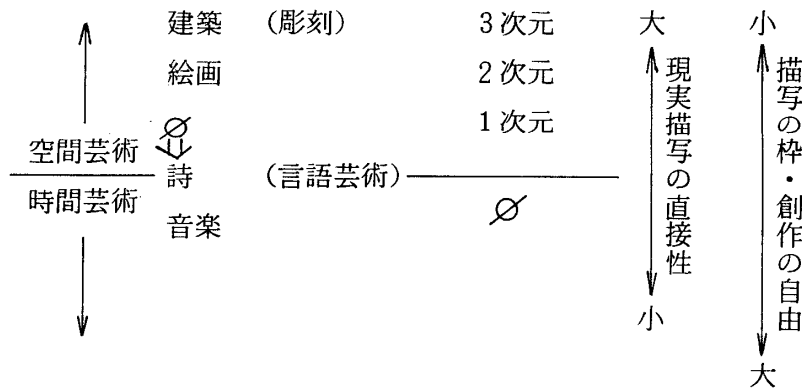 建築 (彫刻) 3次元 大 小
絵画 2次元
∅ 1次元
空間芸術
詩 (言語芸術)
時間芸術
∅
音楽
現実描写の直接性
小
描写の枠・創作の自由
大